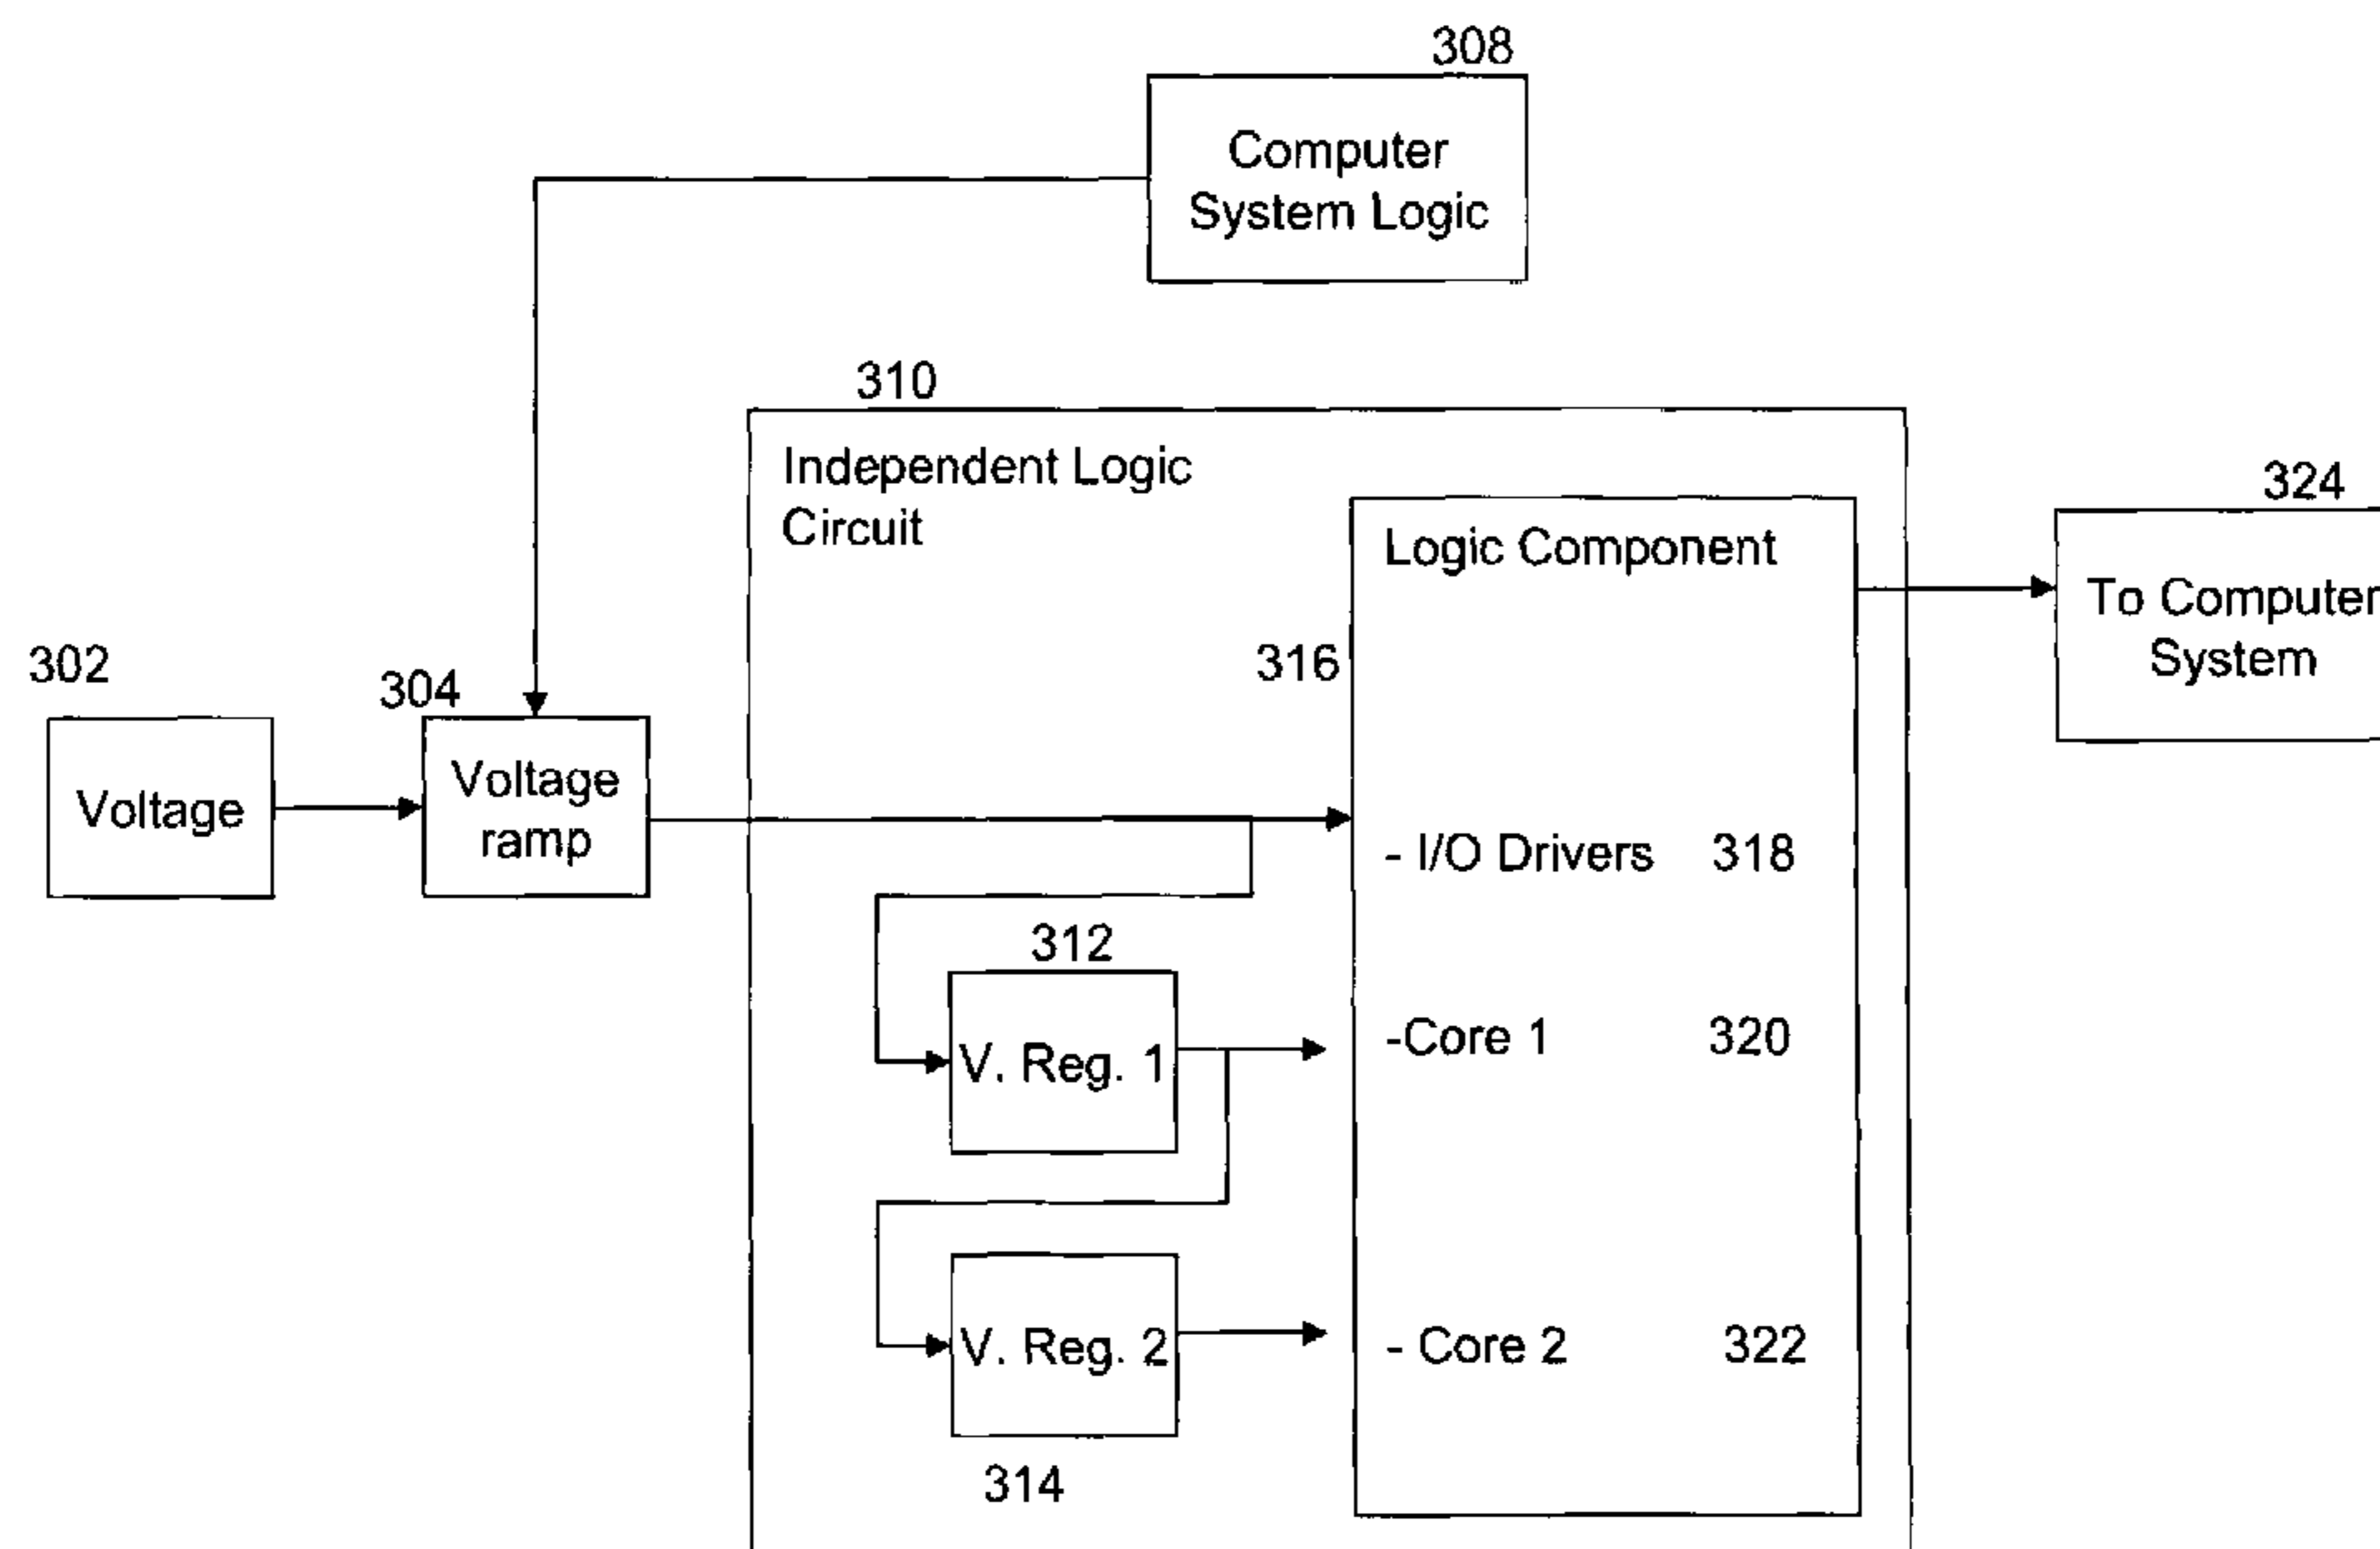 308
Computer
System Logic
310
Independent Logic
Circuit
324
To Computer
System
Logic Component
316
302
Voltage
304
Voltage
ramp
- I/O Drivers 318
312
V. Reg. 1
-Core 1 320
V. Reg. 2
- Core 2 322
314